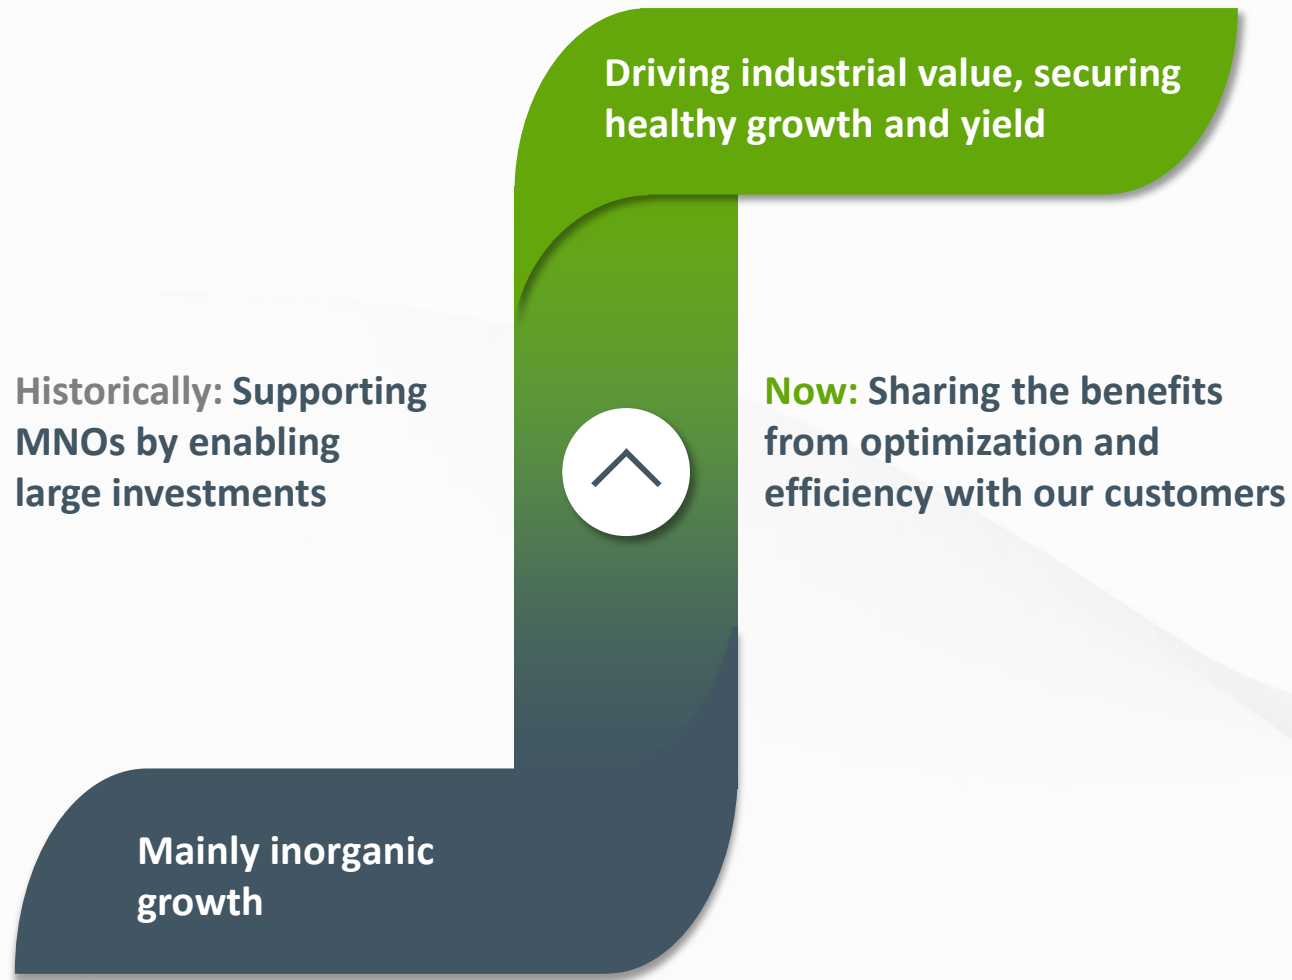 Driving industrial value, securing
healthy growth and yield
Historically: Supporting
MNOs by enabling
large investments
Now: Sharing the benefits
from optimization and
efficiency with our customers
Mainly inorganic
growth